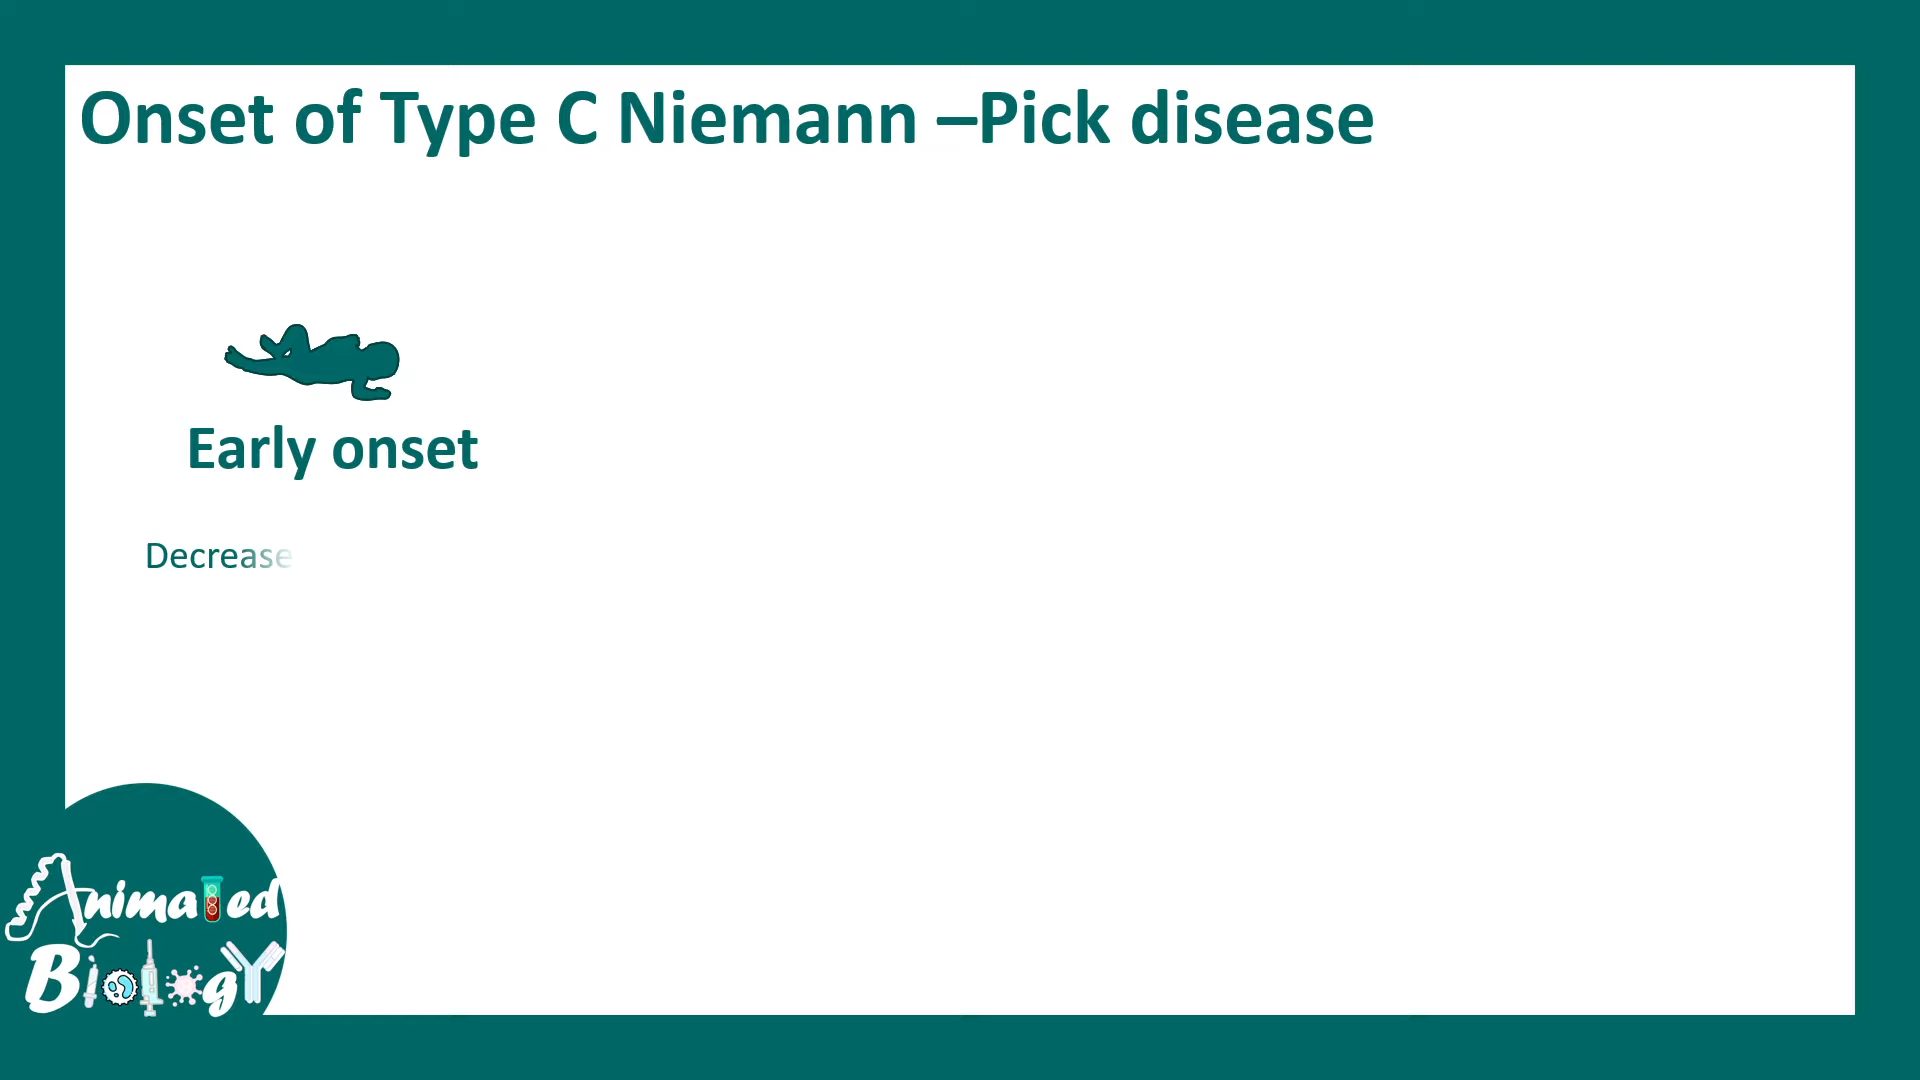 Onset of Type C Niemann –Pick disease
Early onset
Decrease
Animated
Biology